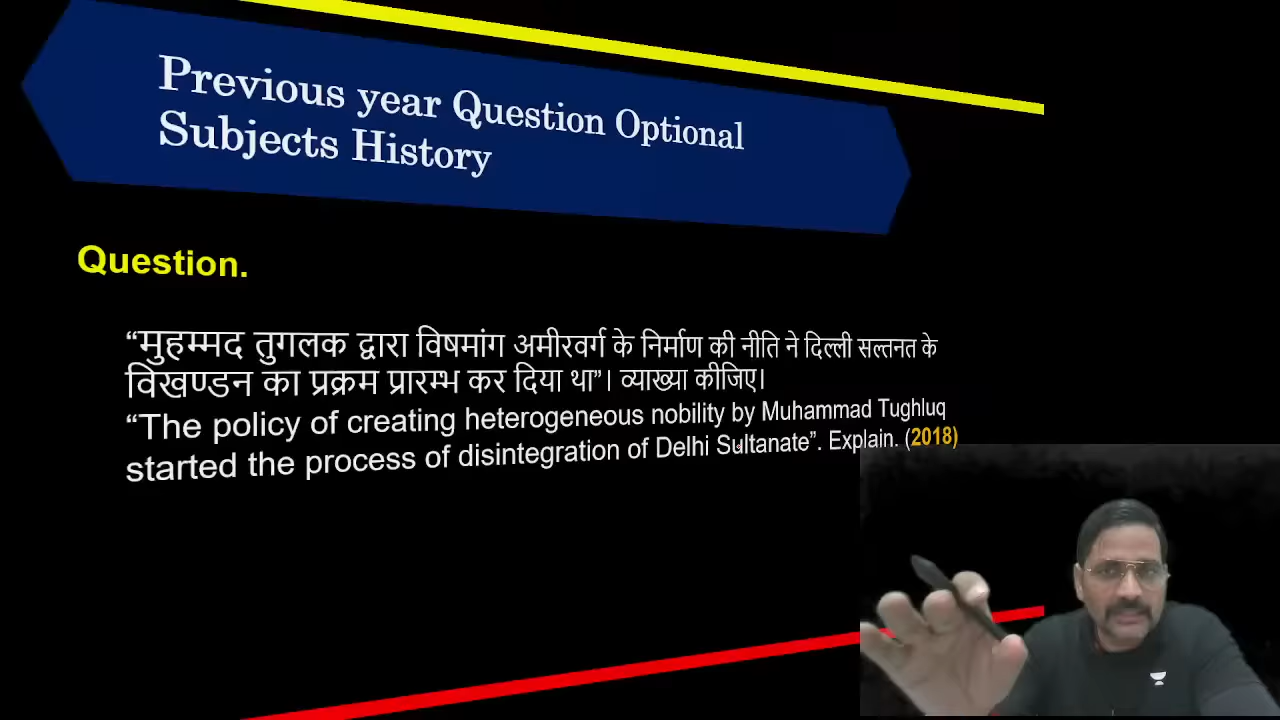 Previous year Question Optional
Subjects History
Question.
“मुहम्मद तुगलक द्वारा विषमांग अमीरवर्ग के निर्माण की नीति ने दिल्ली सल्तनत के
विखण्डन का प्रक्रम प्रारम्भ कर दिया था”। व्याख्या कीजिए।
“The policy of creating heterogeneous nobility by Muhammad Tughluq
started the process of disintegration of Delhi Sultanate”. Explain. (2018)